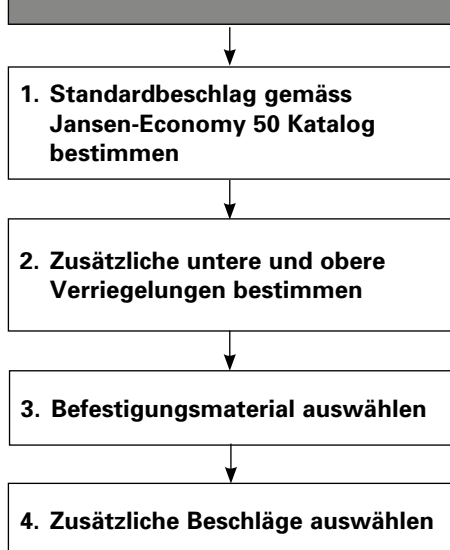 1. Standardbeschlag gemäss
Jansen-Economy 50 Katalog
bestimmen
2. Zusätzliche untere und obere
Verriegelungen bestimmen
3. Befestigungsmaterial auswählen
4. Zusätzliche Beschläge auswählen